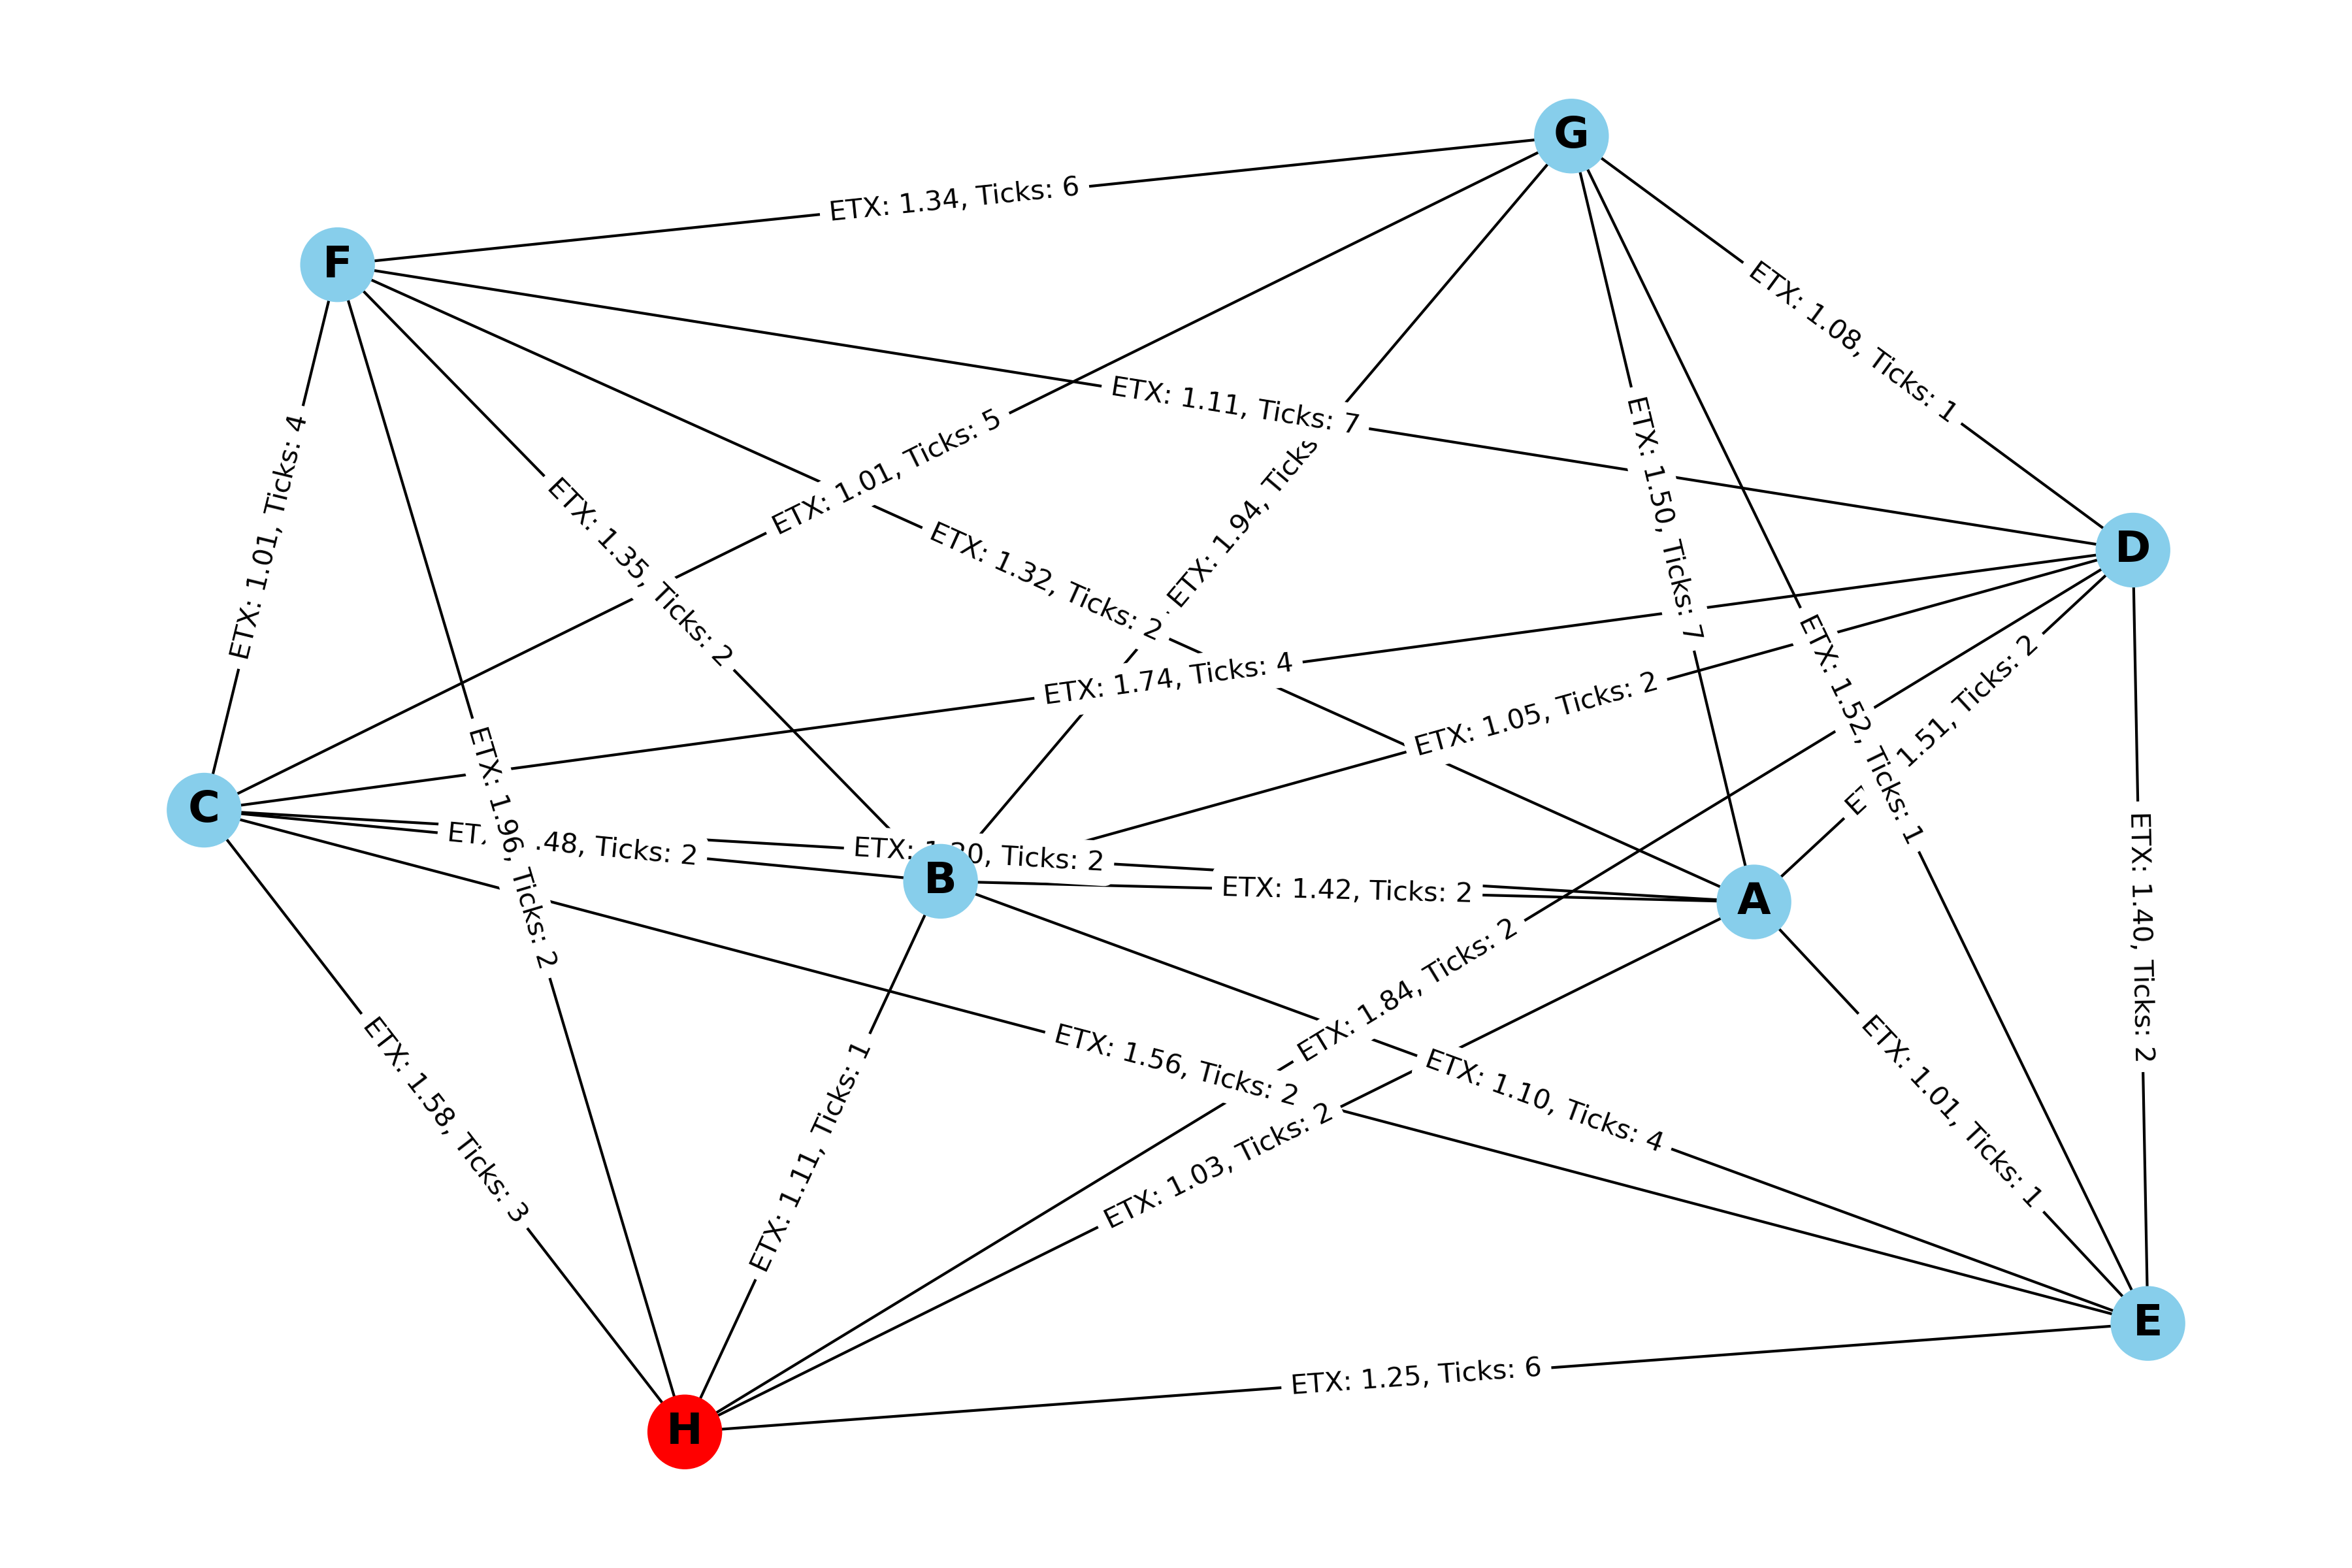 G
ETX: 1.34, Ticks: 6
F
ETX: 1.08, Ticks: 1
ETX: 1.11, Ticks: 7
ETX: 1.01, Ticks: 5
ETX: 1.94, Ticks
ETX: 1.50, Ticks: 7
ETX: 1.01, Ticks: 4
ETX: 1.35, Ticks: 2
ETX: 1.32, Ticks: 2
D
ETX: 1.74, Ticks: 4
ETX: 1.05, Ticks: 2
ETX: 1.52, Ticks: 1
1.51, Ticks: 2
C
ETX: 1.96, Ticks: 2
.48, Ticks: 2
ETX: Ticks: 2
B
ETX: 1.42, Ticks: 2
A
ETX: 1.40, Ticks: 2
ETX: 1.84, Ticks: 2
ETX: 1.56, Ticks: 2
ETX: 1.10, Ticks: 4
ETX: 1.01, Ticks: 1
ETX: 1.58, Ticks: 3
ETX: 1.11, Ticks: 1
ETX: 1.03, Ticks: 2
E
ETX: 1.25, Ticks: 6
H